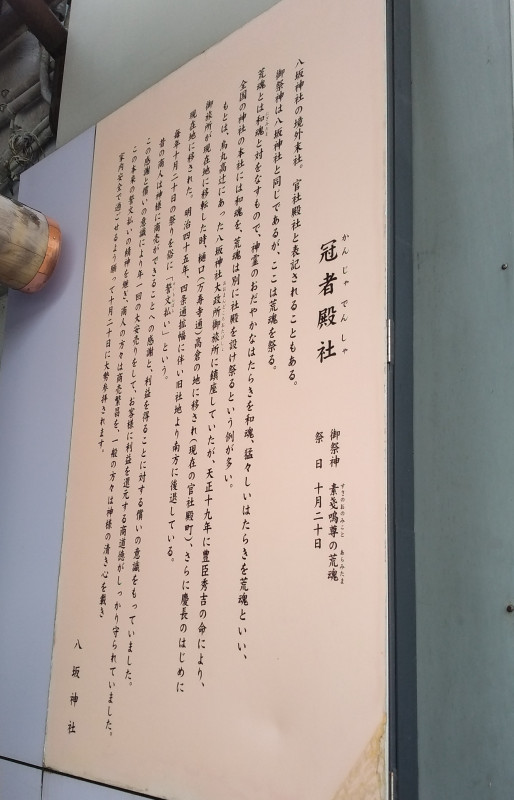 冠者殿社
かんじゃでんしゃ
御祭神 素戔嗚尊の荒魂
すさのおのみこと あらみたま
祭日 十月二十日
八坂神社の境外末社。官社殿社と表記されることもある。
御祭神は八坂神社と同じであるが、ここは荒魂を祭る。
荒魂とは和魂と対をなすもので、神霊のおだやかなはたらきを和魂、猛々しいはたらきを荒魂といい、
全国の神社の本社には和魂を、荒魂は別に社殿を設け祭るという例が多い。
もとは、烏丸高辻にあった八坂神社大政所御旅所に鎮座していたが、天正十九年に豊臣秀吉の命により、
御旅所が現在地に移転した時、樋口(万寿寺通)高倉の地に移され(現在の官社殿町)、さらに慶長のはじめに
現在地に移された。明治四十五年、四条通拡幅に伴い旧社地より南方に後退している。
毎年十月二十日の祭りを俗に「誓文払い」という。
昔の商人は神様に商売ができることへの感謝と、利益を得ることに対する償いの意識をもっていました。
この感謝と償いの意識により年一回の大安売りをして、お客様に利益を還元する商道徳がしっかり守られていました。
この本来の誓文払いの精神を継ぎ、商人の方々は商売繁昌を、一般の方々は神様の清き心を戴き
家内安全で過ごせるよう願って十月二十日に大勢参拝されます。
八坂神社